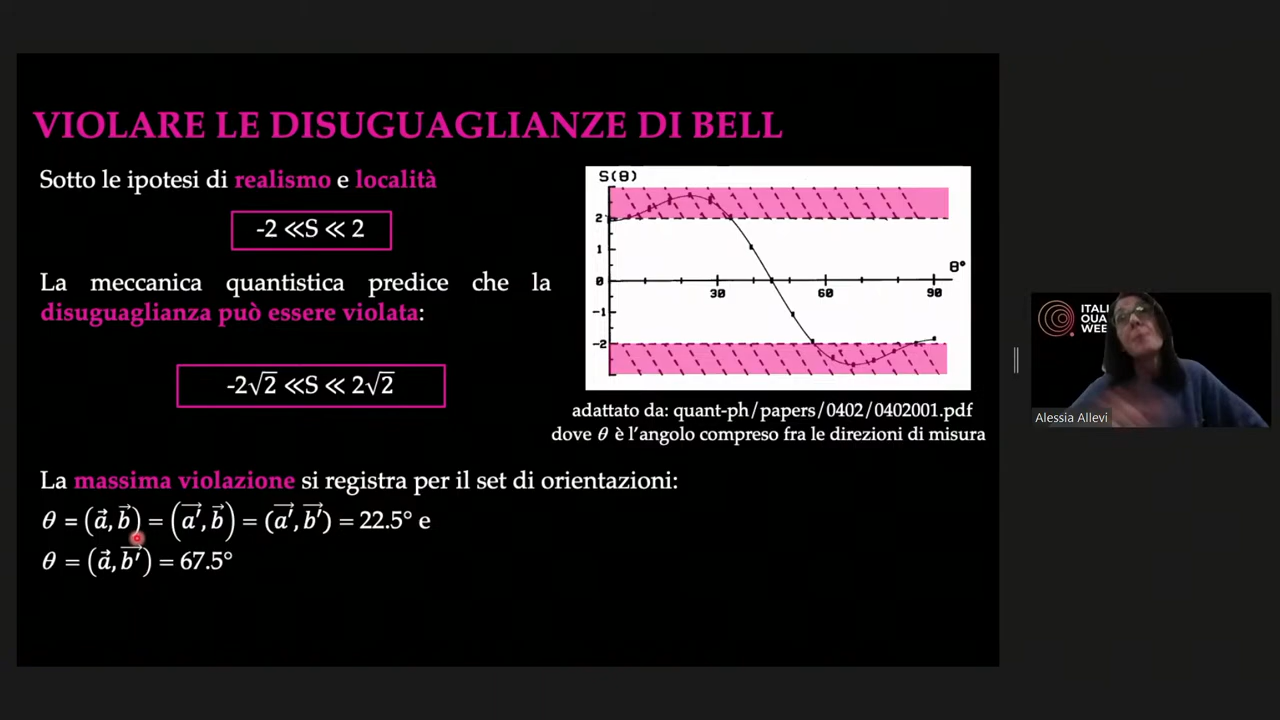 VIOLARE LE DISUGUAGLIANZE DI BELL
Sotto le ipotesi di realismo e località
-2 ≪S ≪ 2
La meccanica quantistica predice che la
disuguaglianza può essere violata:
-2√2 ≪S ≪ 2√2
S(θ)
2
1
0
-1
-2
30
60
90
θ°
adattato da: quant-ph/papers/0402/0402001.pdf
dove θ è l'angolo compreso fra le direzioni di misura
La massima violazione si registra per il set di orientazioni:
θ = (a⃗, b⃗) = (a′⃗, b⃗) = (a′⃗, b′⃗) = 22.5° e
θ = (a⃗, b′⃗) = 67.5°
ITALI
QUA
WEE
Alessia Allevi